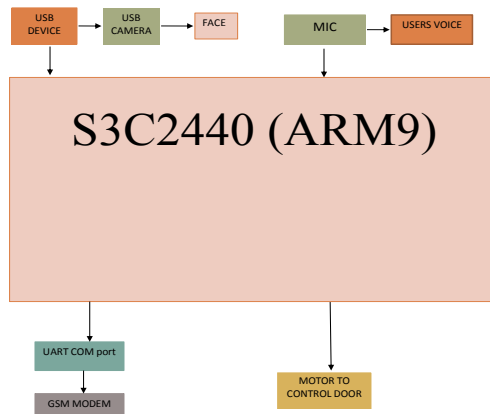 USB
DEVICE
USB
CAMERA
FACE
MIC
USERS VOICE
S3C2440 (ARM9)
UART COM port
GSM MODEM
MOTOR TO
CONTROL DOOR